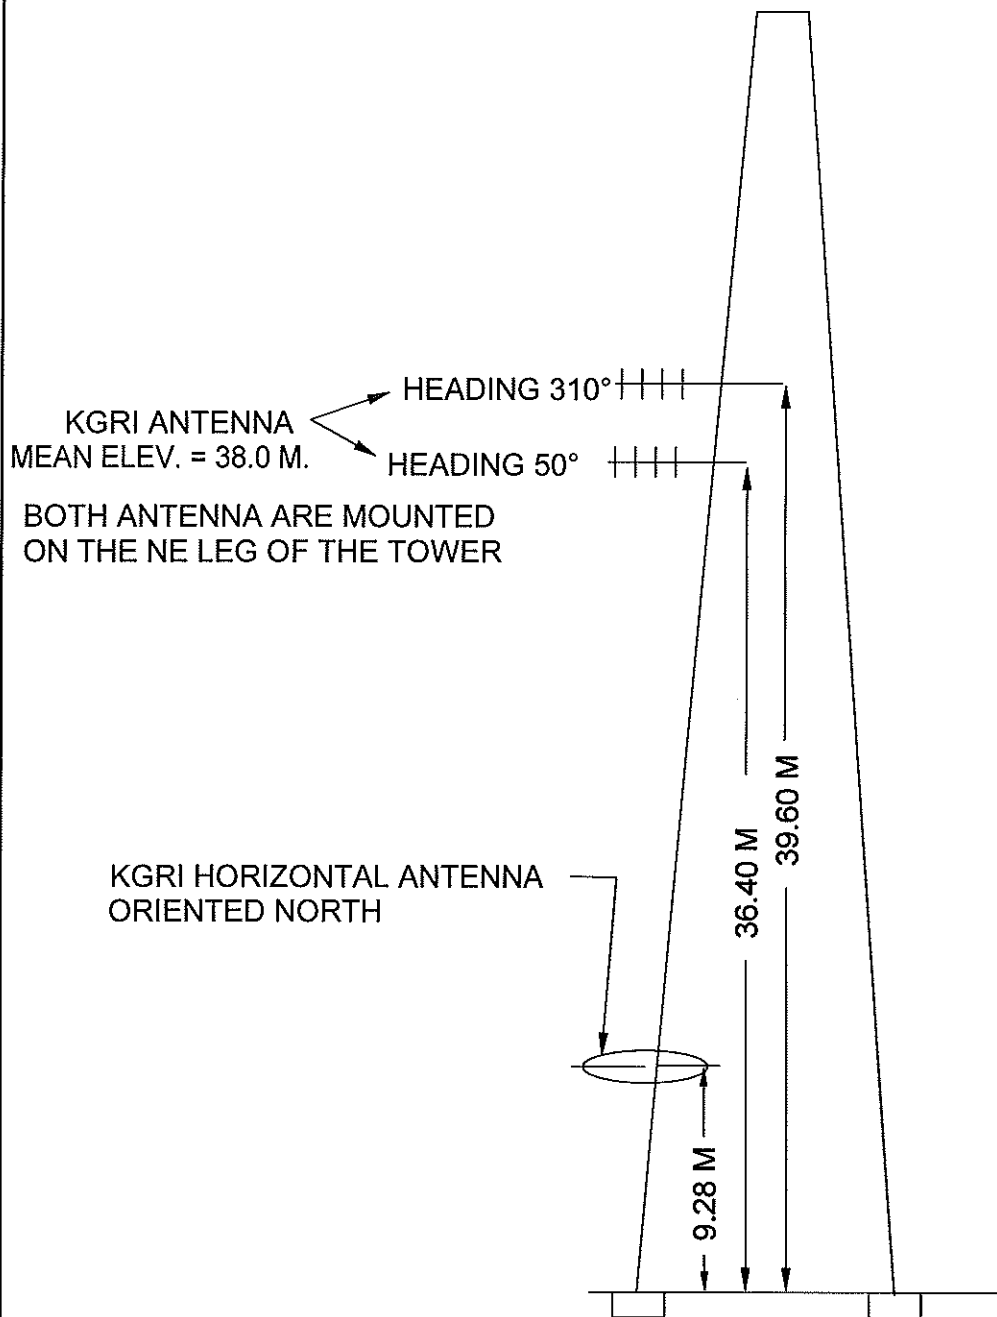 HEADING 310°
KGRI ANTENNA
MEAN ELEV. = 38.0 M.
HEADING 50°
BOTH ANTENNA ARE MOUNTED
ON THE NE LEG OF THE TOWER
39.60 M
36.40 M
KGRI HORIZONTAL ANTENNA
ORIENTED NORTH
9.28 M